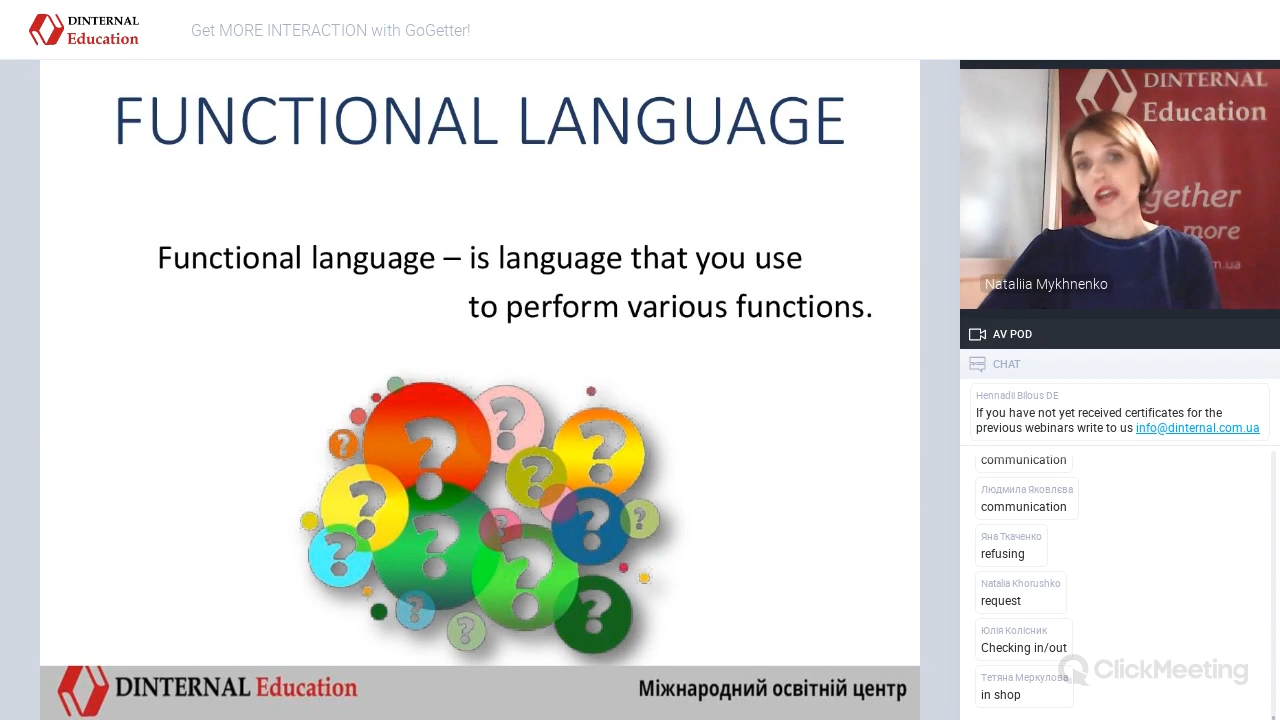 DINTERNAL
Education
Get MORE INTERACTION with GoGetter!
FUNCTIONAL LANGUAGE
Functional language – is language that you use
to perform various functions.
? ? ? ? ? ? ? ? ? ? ? ? ? ? ?
DINTERNAL Education
Міжнародний освітній центр
DINTERNAL
Education
gether
more
Nataliia Mykhnenko
AV POD
CHAT
Hennadii Bilous DE
If you have not yet received certificates for the
previous webinars write to us info@dinternal.com.ua
communication
Людмила Яковлєва
communication
Яна Ткаченко
refusing
Natalia Khorushko
request
Юлія Колісник
Checking in/out
Тетяна Меркулова
in shop
ClickMeeting